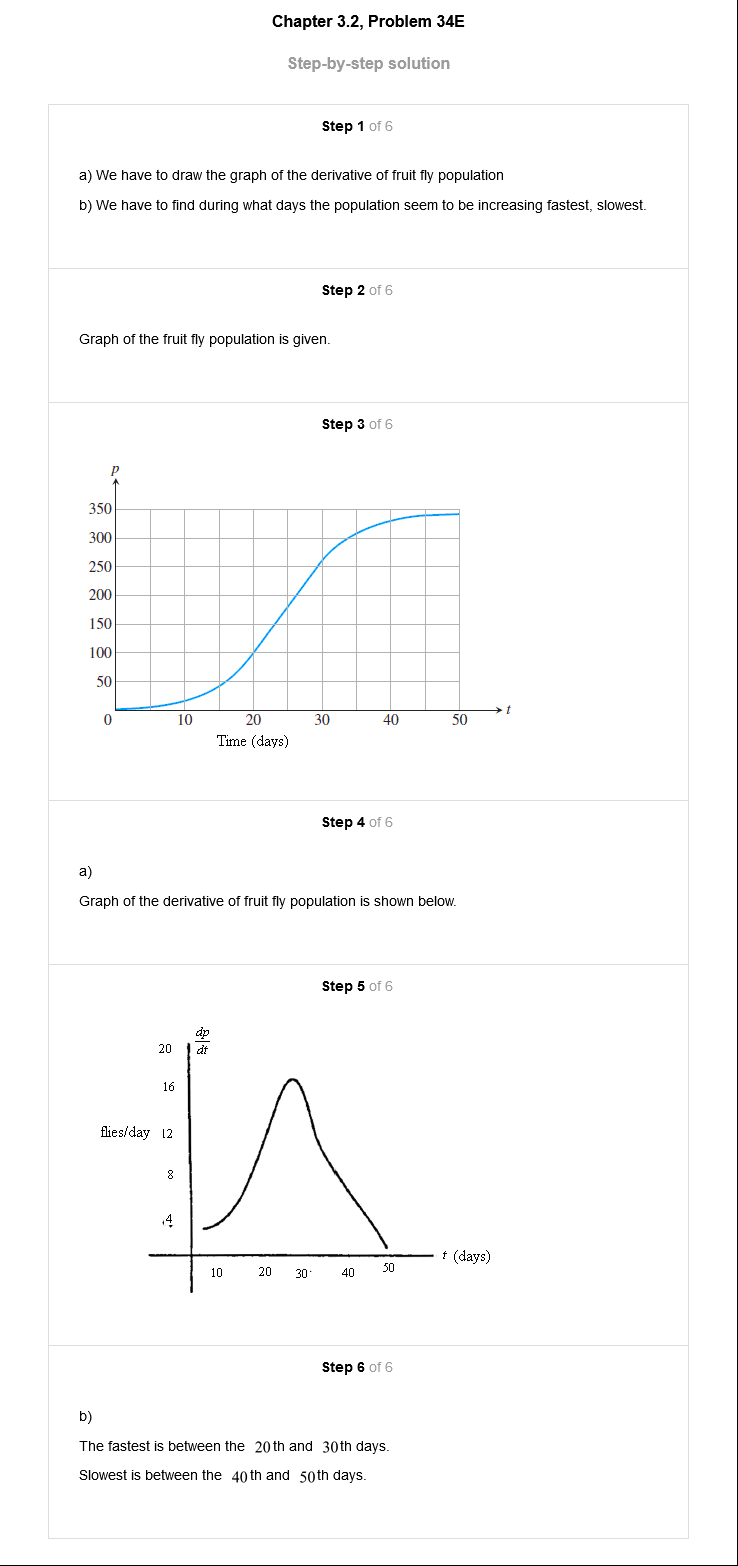 Chapter 3.2, Problem 34E
Step-by-step solution
Step 1 of 6
a) We have to draw the graph of the derivative of fruit fly population
b) We have to find during what days the population seem to be increasing fastest, slowest.
Step 2 of 6
Graph of the fruit fly population is given.
Step 3 of 6
p
350
300
250
200
150
100
50
0 10 20 30 40 50 t
Time (days)
Step 4 of 6
a)
Graph of the derivative of fruit fly population is shown below.
Step 5 of 6
dp
dt
20
16
flies/day 12
8
4
t (days)
10 20 30 40 50
Step 6 of 6
b)
The fastest is between the 20th and 30th days.
Slowest is between the 40th and 50th days.